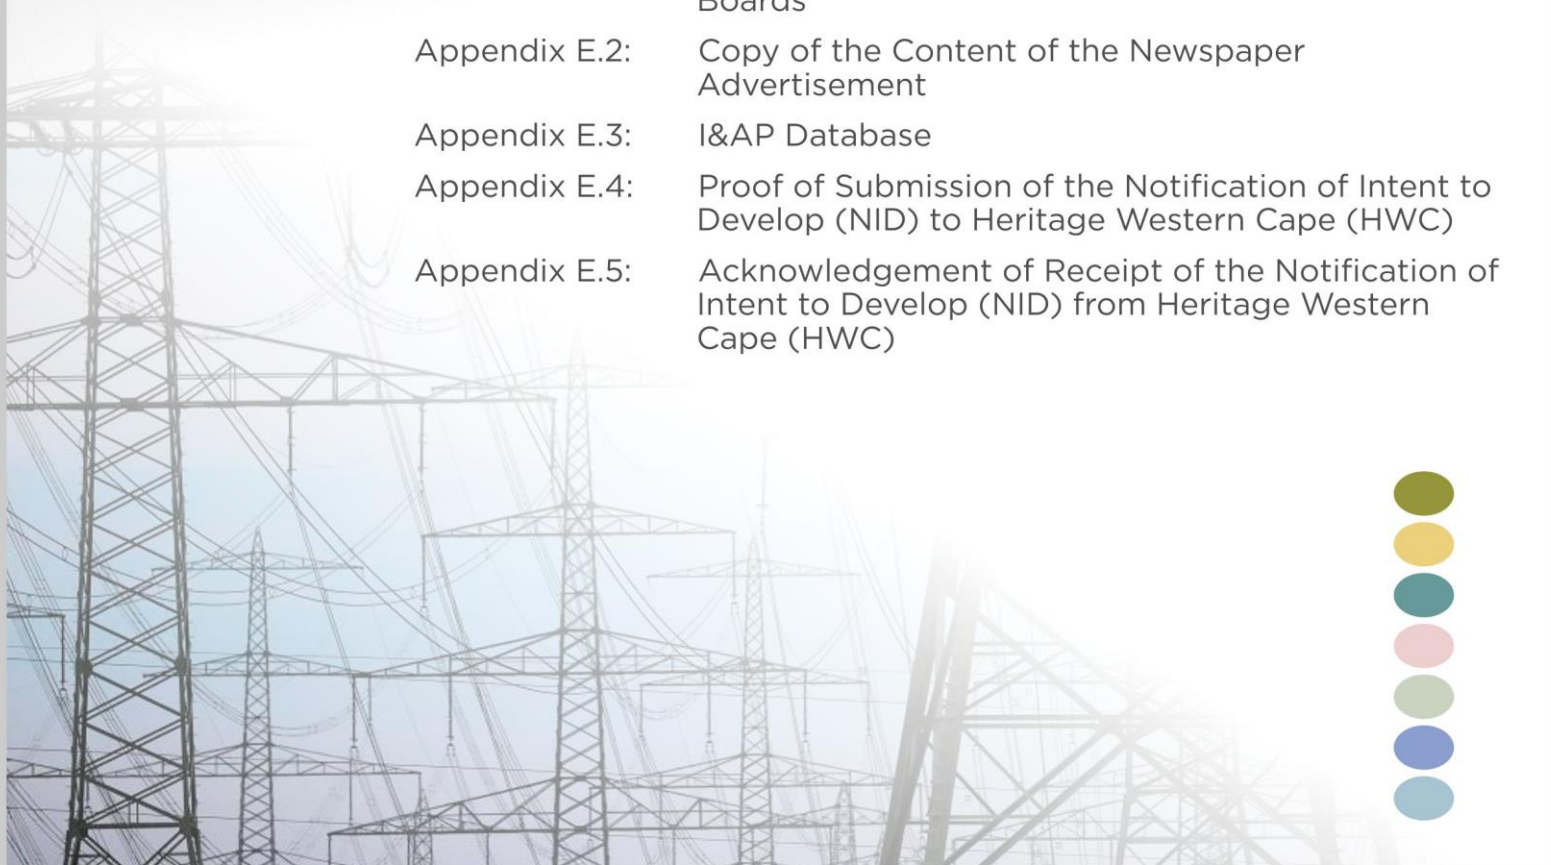 Boards
Appendix E.2: Copy of the Content of the Newspaper
Advertisement
Appendix E.3: I&AP Database
Appendix E.4: Proof of Submission of the Notification of Intent to
Develop (NID) to Heritage Western Cape (HWC)
Appendix E.5: Acknowledgement of Receipt of the Notification of
Intent to Develop (NID) from Heritage Western
Cape (HWC)